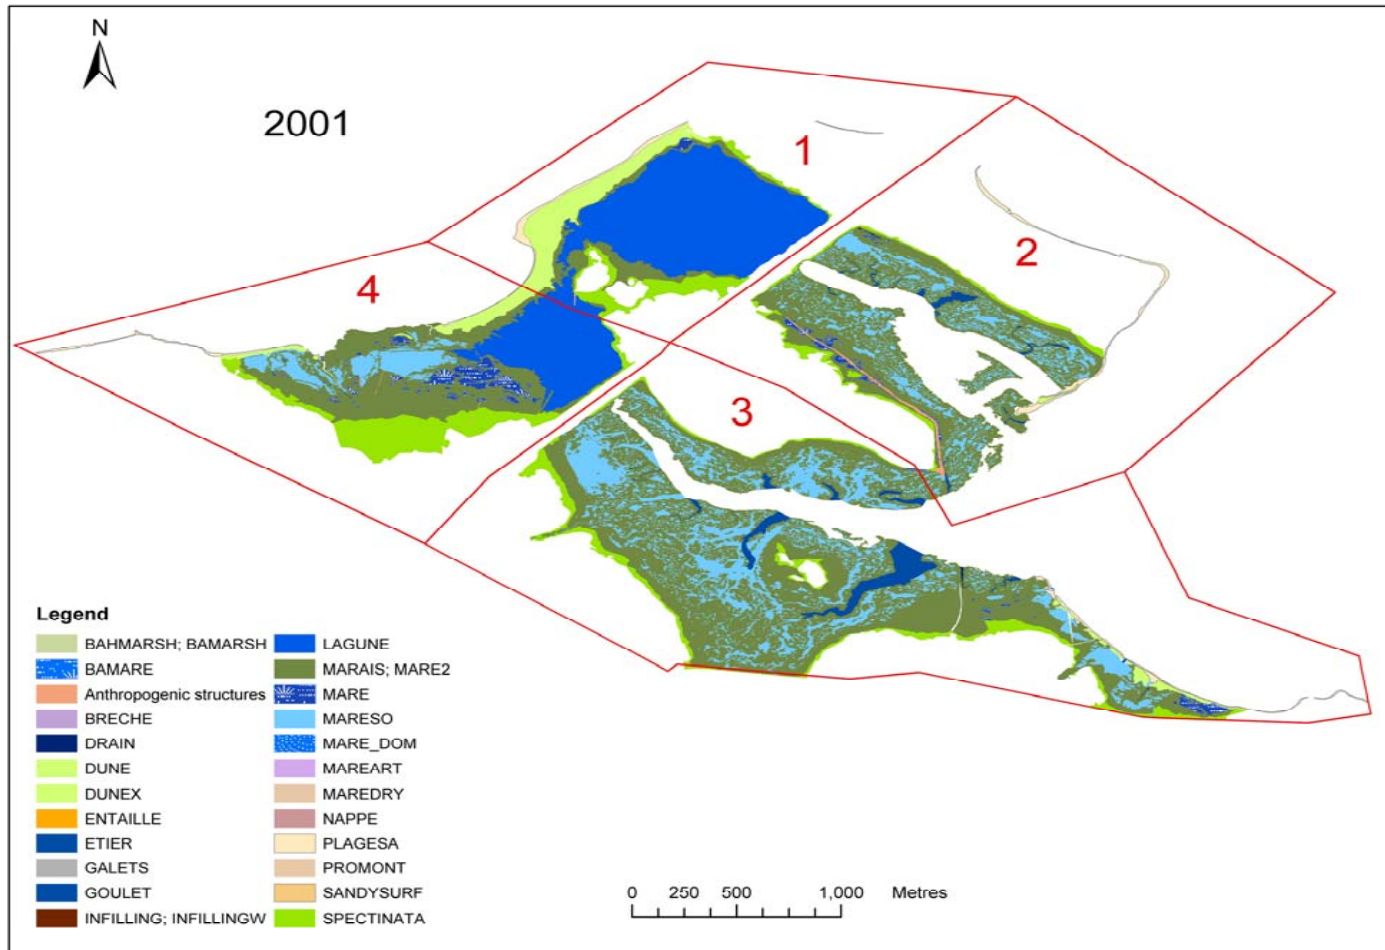 N
2001
1
2
4
3
Legend
BAHMARSH; BAMARSH
BAMARE
Anthropogenic structures
BRECHE
DRAIN
DUNE
DUNEX
ENTAILLE
ETIER
GALETS
GOULET
INFILLING; INFILLINGW
LAGUNE
MARAIS; MARE2
MARE
MARESO
MARE_DOM
MAREART
MAREDRY
NAPPE
PLAGESA
PROMONT
SANDYSURF
SPECTINATA
0 250 500 1,000 Metres